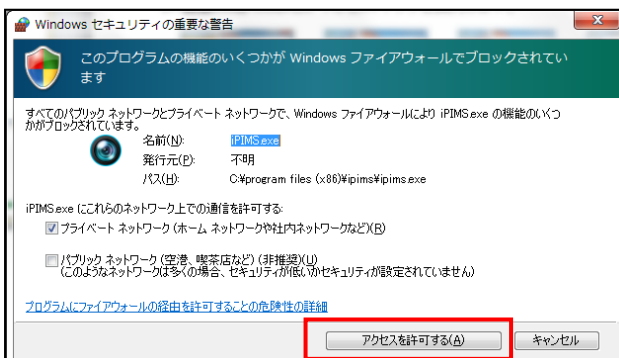 Windows セキュリティの重要な警告
このプログラムの機能のいくつかが Windows ファイアウォールでブロックされてい
ます
すべてのパブリック ネットワークとプライベート ネットワークで、Windows ファイアウォールにより iPIMS.exe の機能のいくつ
かがブロックされています。
名前(N): iPIMS.exe
発行元(P): 不明
パス(H): C:¥program files (x86)¥ipims¥ipims.exe
iPIMS.exe にこれらのネットワーク上での通信を許可する:
プライベート ネットワーク (ホーム ネットワークや社内ネットワークなど)(R)
パブリック ネットワーク (空港、喫茶店など) (非推奨)(U)
(このようなネットワークは多くの場合、セキュリティが低いかセキュリティが設定されていません)
プログラムにファイアウォールの経由を許可することの危険性の詳細
アクセスを許可する(A) キャンセル